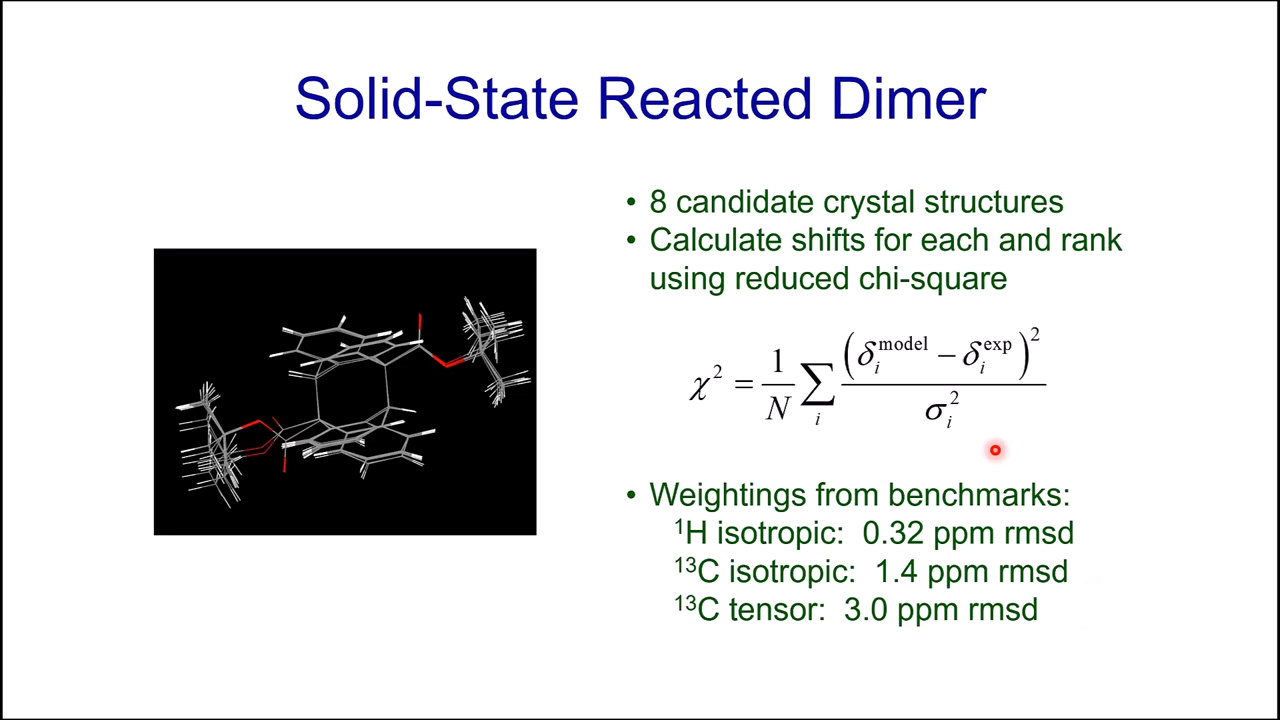 Solid-State Reacted Dimer
• 8 candidate crystal structures
• Calculate shifts for each and rank
using reduced chi-square
χ² = 1/N ∑ᵢ (δᵢ^model − δᵢ^exp)² / σᵢ²
• Weightings from benchmarks:
¹H isotropic: 0.32 ppm rmsd
¹³C isotropic: 1.4 ppm rmsd
¹³C tensor: 3.0 ppm rmsd